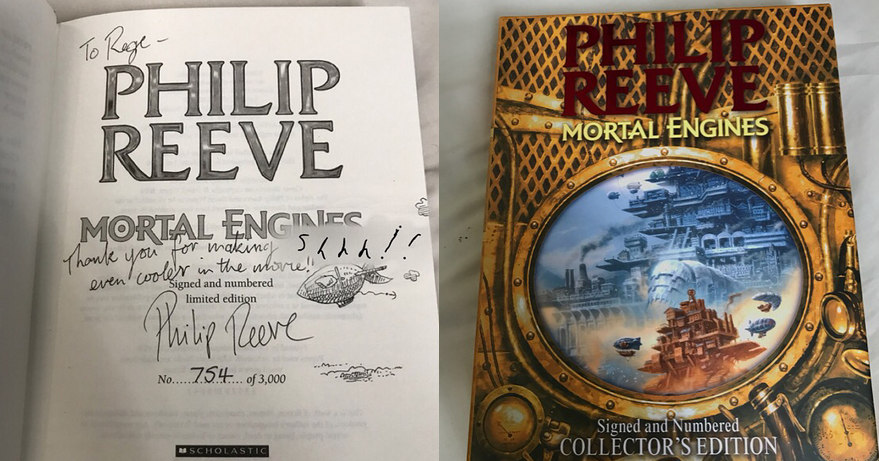 To Rege-
PHILIP
REEVE
MORTAL ENGINES
Thank you for making Shhh!!
even cooler in the movie!!
Signed and numbered
limited edition
Philip Reeve
No......754.... of 3,000
SCHOLASTIC
PHILIP
REEVE
MORTAL ENGINES
Signed and Numbered
COLLECTOR'S EDITION